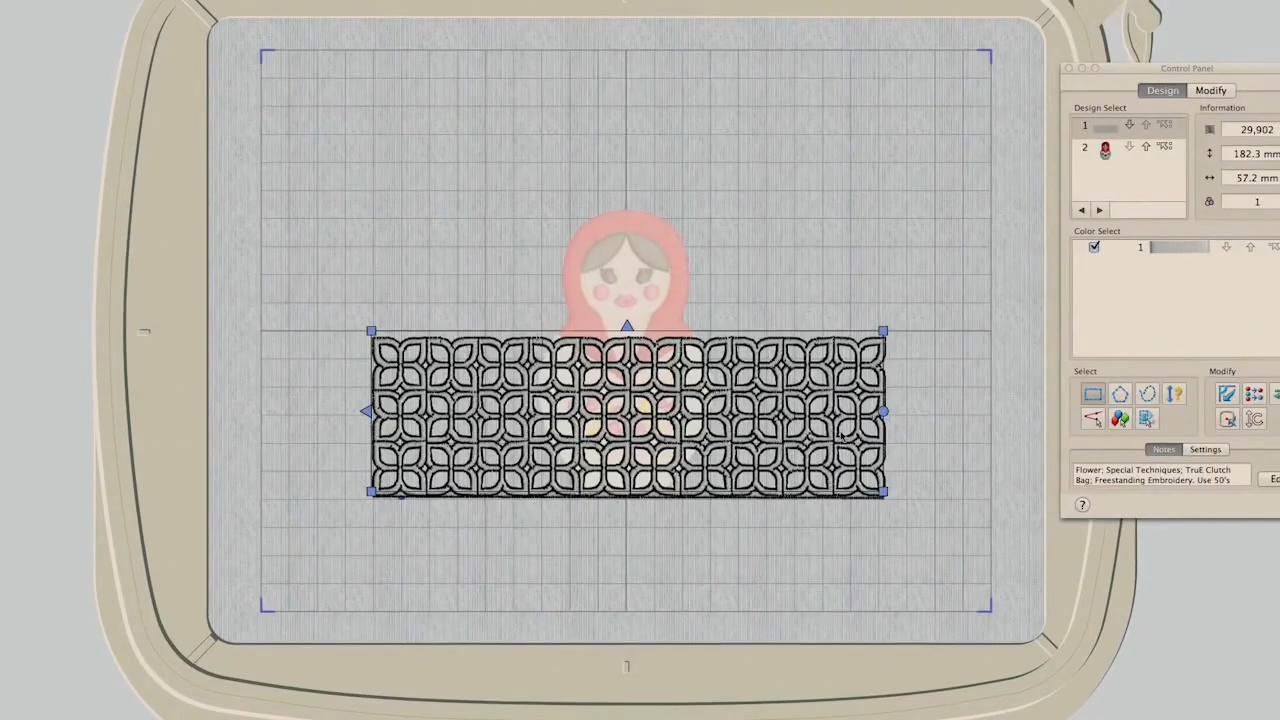 Control Panel
Design Modify
Design Select
Information
1
29,902
2
182.3 mm
57.2 mm
1
Color Select
1
Select
Modify
Notes Settings
Flower; Special Techniques; TruE Clutch
Bag; Freestanding Embroidery. Use 50's
Ed
?